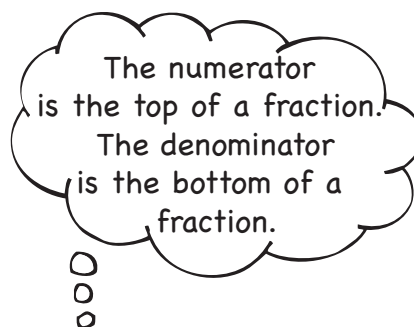 The numerator
is the top of a fraction.
The denominator
is the bottom of a
fraction.